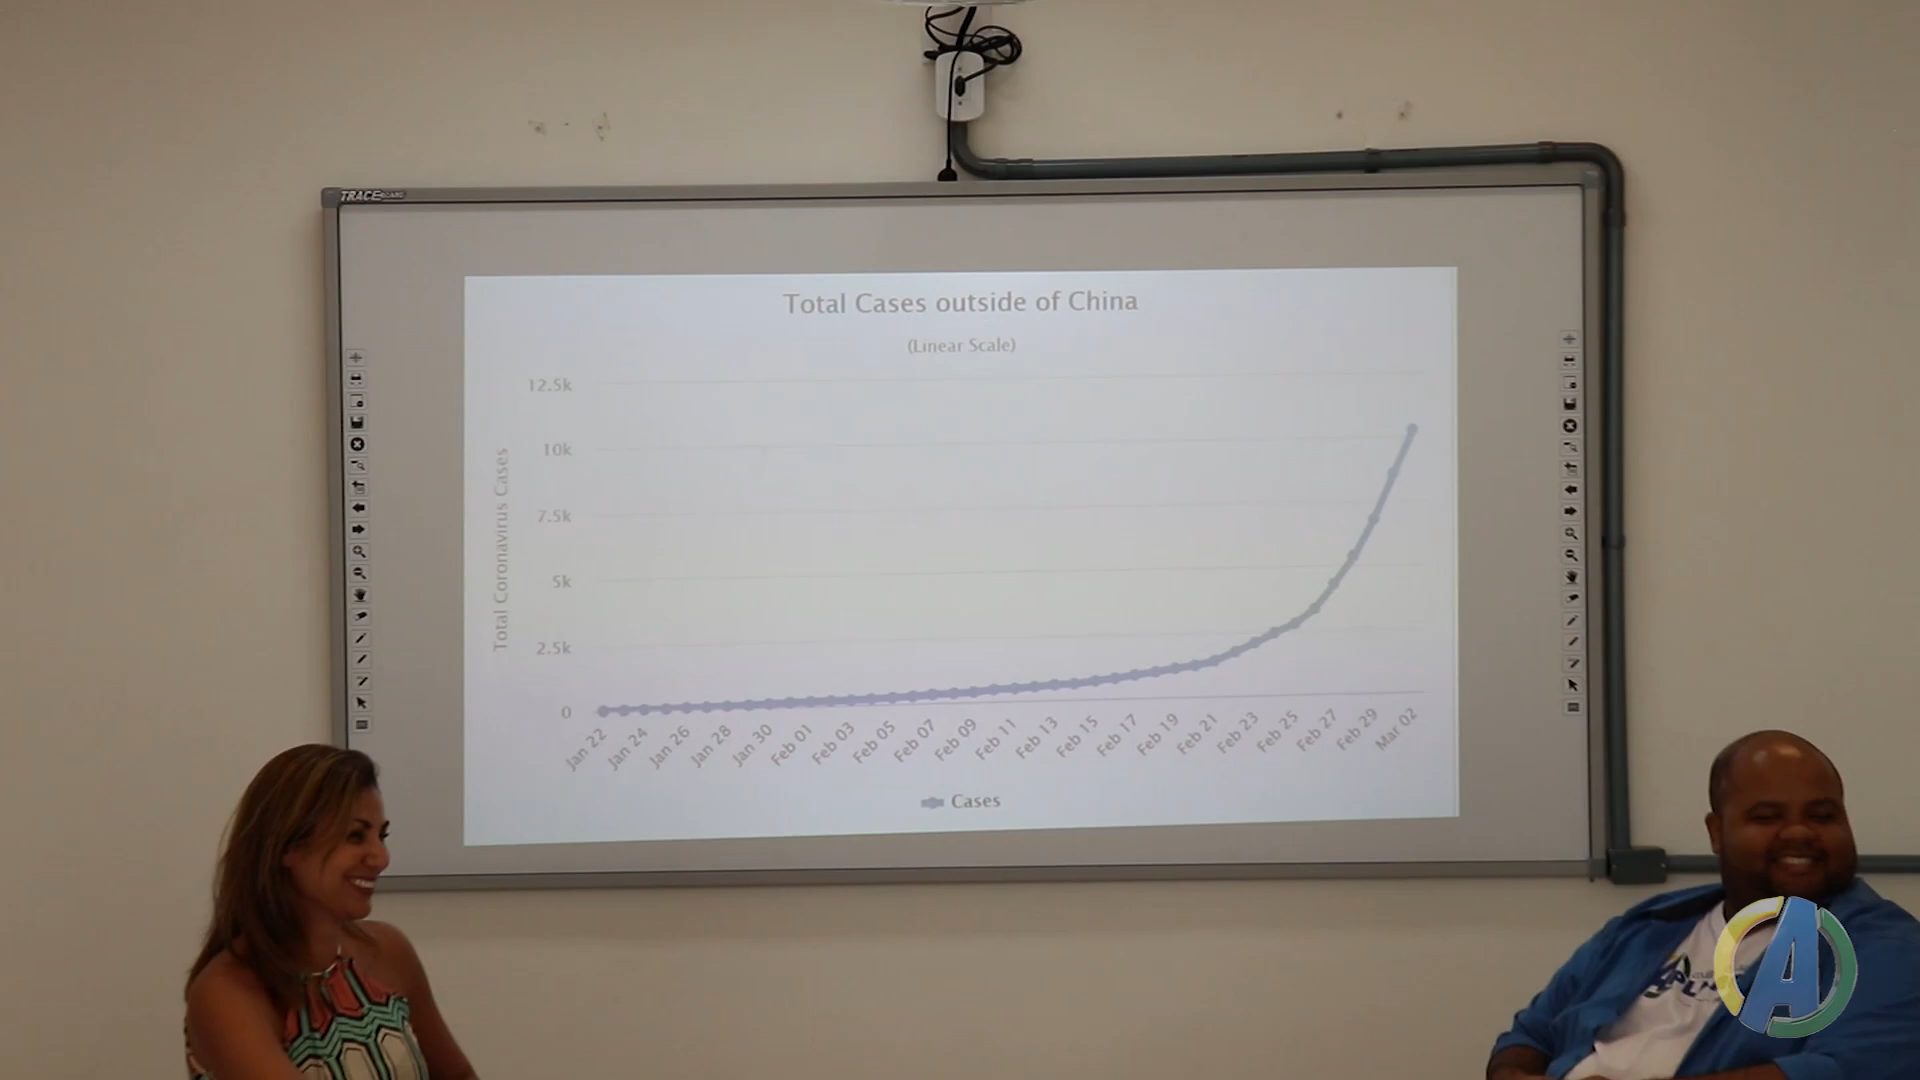 TRACEBOARD
Total Cases outside of China
(Linear Scale)
12.5k
10k
7.5k
5k
2.5k
0
Total Coronavirus Cases
Jan 22
Jan 24
Jan 26
Jan 28
Jan 30
Feb 01
Feb 03
Feb 05
Feb 07
Feb 09
Feb 11
Feb 13
Feb 15
Feb 17
Feb 19
Feb 21
Feb 23
Feb 25
Feb 27
Feb 29
Mar 02
Cases
A